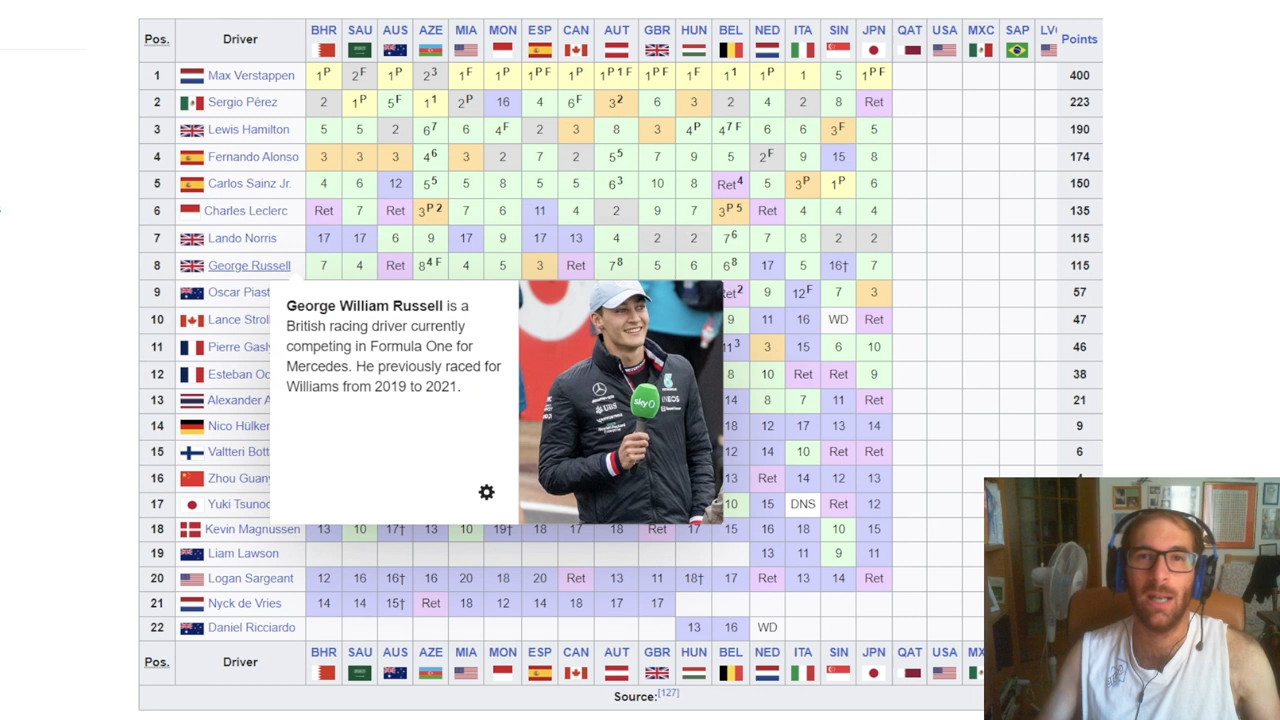 Pos. Driver BHR SAU AUS AZE MIA MON ESP CAN AUT GBR HUN BEL NED ITA SIN JPN QAT USA MXC SAP LV Points
1 Max Verstappen 1P 2F 1P 23 1F 1P 1P F 1P 1P 1 F 1P F 1F 11 1P 1 5 1P F 400
2 Sergio Pérez 2 1P 5F 11 2P 16 4 6F 32 6 3 2 4 2 8 Ret 223
3 Lewis Hamilton 5 5 2 67 6 4F 2 3 8 3 4P 47 F 6 6 3F 5 190
4 Fernando Alonso 3 3 3 46 3 2 7 2 55 7 9 5 2F 9 15 8 174
5 Carlos Sainz Jr. 4 6 12 55 5 8 5 5 63 10 8 Ret4 5 3P 1P 6 150
6 Charles Leclerc Ret 7 Ret 3P 2 7 6 11 4 2 9 7 3P 5 Ret 4 4 4 135
7 Lando Norris 17 17 6 9 17 9 17 13 4 2 2 76 7 8 2 2 115
8 George Russell 7 4 Ret 84 F 4 5 3 Ret 78 5 6 68 17 5 16† 7 115
9 Oscar Piast et2 9 12F 7 3 57
10 Lance Strol 9 11 16 WD Ret 47
11 Pierre Gasl 113 3 15 6 10 46
12 Esteban Oc 8 10 Ret Ret 9 38
13 Alexander A 14 8 7 11 Ret 21
14 Nico Hülker 18 12 17 13 14 9
15 Valtteri Bott 12 14 10 Ret Ret 6
16 Zhou Guany 13 Ret 14 12 13
17 Yuki Tsuno 10 15 DNS Ret 12
18 Kevin Magnussen 13 10 17† 13 10 19† 18 17 18 Ret 17 15 16 18 10 15
19 Liam Lawson 13 11 9 11
20 Logan Sargeant 12 16 16† 16 20 18 20 Ret 13 11 18† 17 Ret 13 14 Ret
21 Nyck de Vries 14 14 15† Ret 18 12 14 18 17 17
22 Daniel Ricciardo 13 16 WD
Pos. Driver BHR SAU AUS AZE MIA MON ESP CAN AUT GBR HUN BEL NED ITA SIN JPN QAT USA MX
Source:[127]
George William Russell is a
British racing driver currently
competing in Formula One for
Mercedes. He previously raced for
Williams from 2019 to 2021.
sky
UBS
INEOS